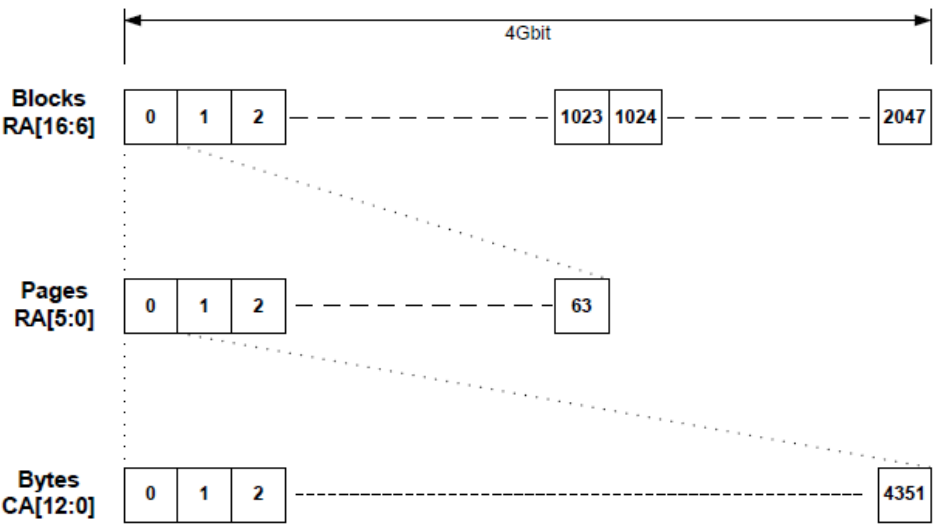 4Gbit
Blocks
RA[16:6]
0 1 2 1023 1024 2047
Pages
RA[5:0]
0 1 2 63
Bytes
CA[12:0]
0 1 2 4351